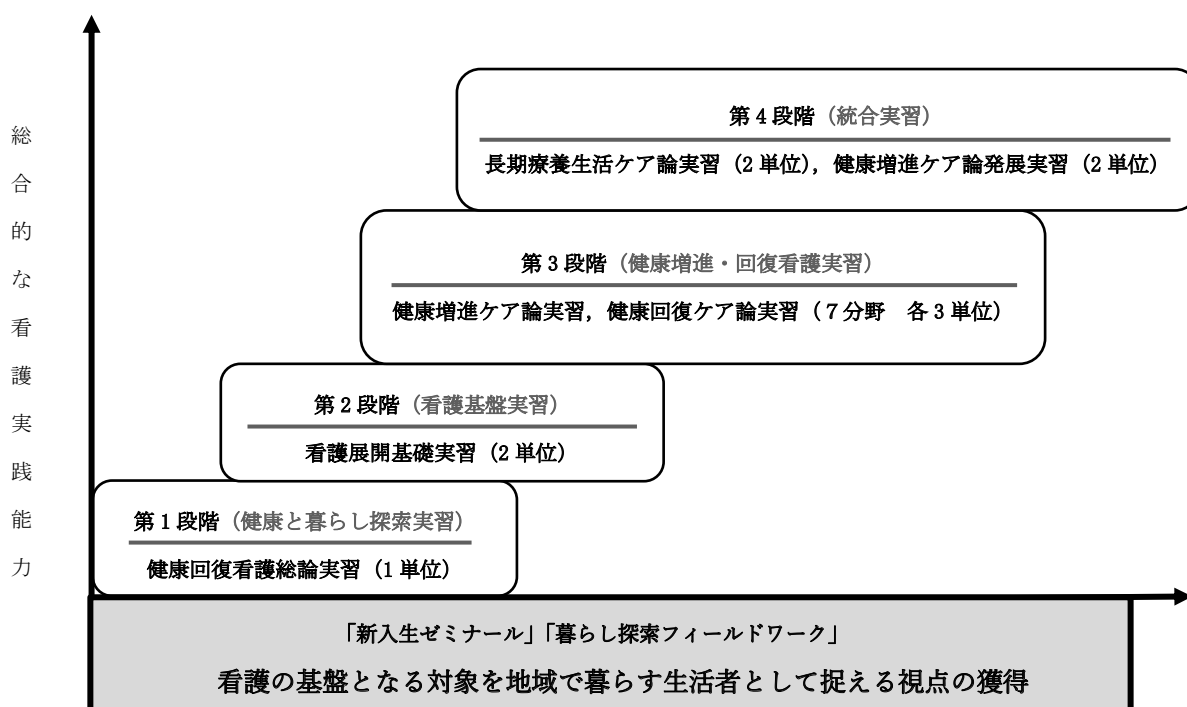 総合的な看護実践能力
第4段階（統合実習）
長期療養生活ケア論実習（2単位），健康増進ケア論発展実習（2単位）
第3段階（健康増進・回復看護実習）
健康増進ケア論実習，健康回復ケア論実習（7分野　各3単位）
第2段階（看護基盤実習）
看護展開基礎実習（2単位）
第1段階（健康と暮らし探索実習）
健康回復看護総論実習（1単位）
「新入生ゼミナール」「暮らし探索フィールドワーク」
看護の基盤となる対象を地域で暮らす生活者として捉える視点の獲得